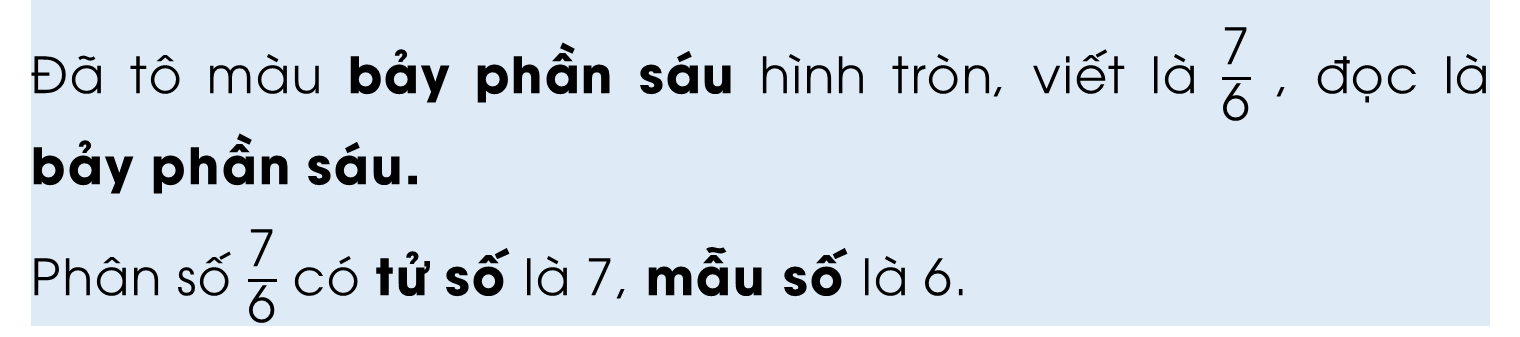 Đã tô màu bảy phần sáu hình tròn, viết là 7/6 , đọc là
bảy phần sáu.
Phân số 7/6 có tử số là 7, mẫu số là 6.